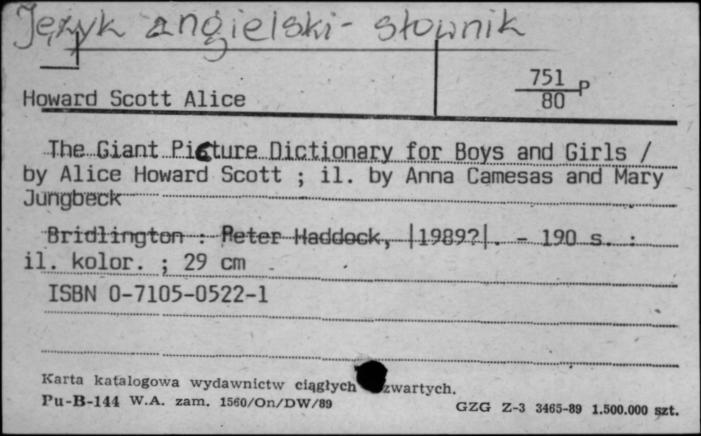 Język angielski - słownik
751
80 P
Howard Scott Alice
The Giant Picture Dictionary for Boys and Girls /
by Alice Howard Scott ; il. by Anna Camesas and Mary
Jungbeck
Bridlington : Peter Haddock, |1989?|. - 190 s. :
il. kolor. ; 29 cm
ISBN 0-7105-0522-1
Karta katalogowa wydawnictw ciągłych zwartych.
Pu-B-144 W.A. zam. 1560/On/DW/89
GZG Z-3 3465-89 1.500.000 szt.